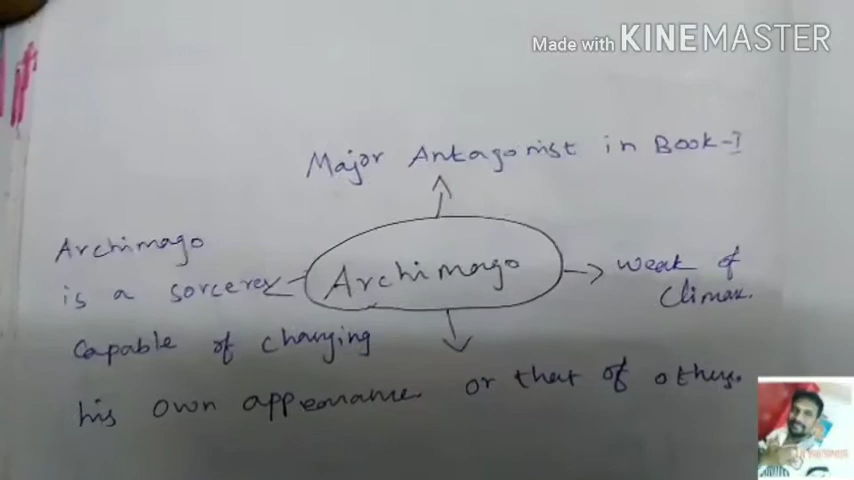 Made with KINEMASTER
Major Antagonist in Book-I
Archimago
is a sorcerer
Capable of changing
his own appearance. or that of others.
Archimago
weak of
Climax.